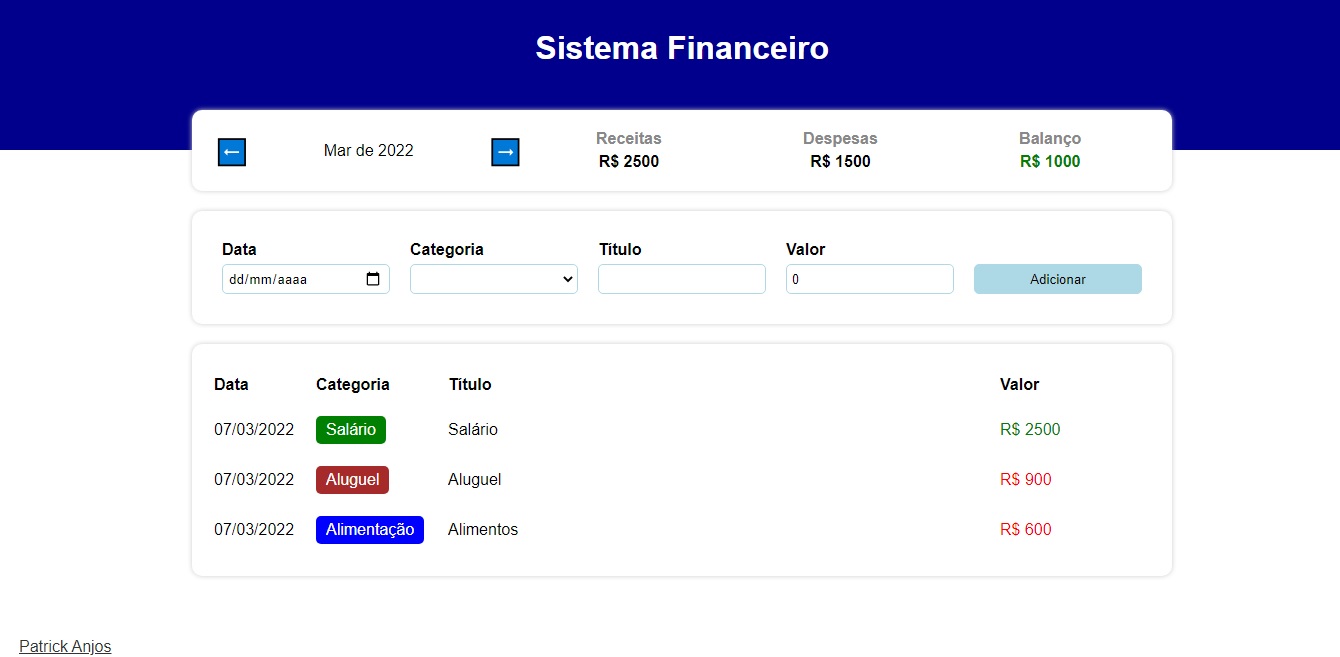 Sistema Financeiro
← Mar de 2022 → Receitas Despesas Balanço
R$ 2500 R$ 1500 R$ 1000
Data Categoria Título Valor
dd/mm/aaaa 0 Adicionar
Data Categoria Título Valor
07/03/2022 Salário Salário R$ 2500
07/03/2022 Aluguel Aluguel R$ 900
07/03/2022 Alimentação Alimentos R$ 600
Patrick Anjos